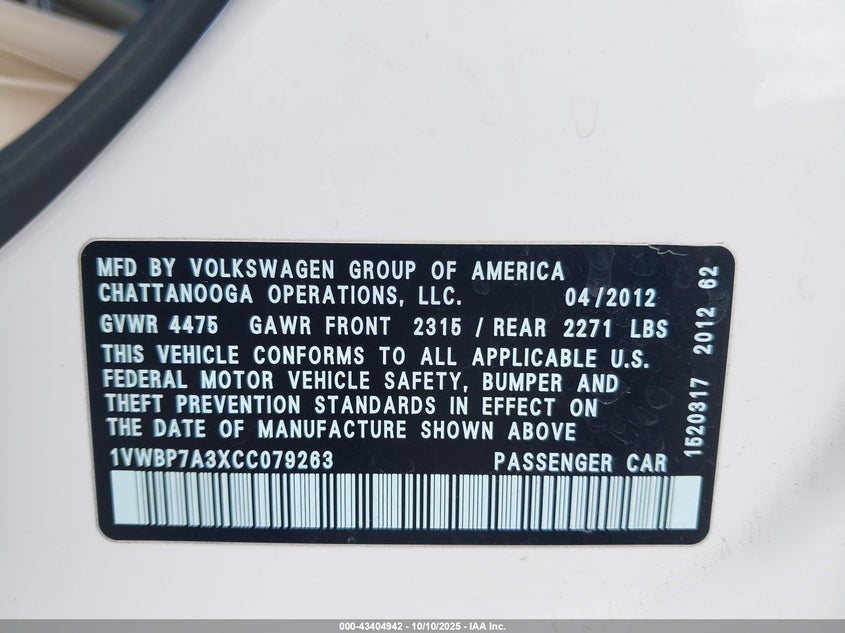 MFD BY VOLKSWAGEN GROUP OF AMERICA
CHATTANOOGA OPERATIONS, LLC. 04/2012
GVWR 4475 GAWR FRONT 2315 / REAR 2271 LBS
THIS VEHICLE CONFORMS TO ALL APPLICABLE U.S.
FEDERAL MOTOR VEHICLE SAFETY, BUMPER AND
THEFT PREVENTION STANDARDS IN EFFECT ON
THE DATE OF MANUFACTURE SHOWN ABOVE
1VWBP7A3XCC079263 PASSENGER CAR
1520317 2012 62
000-43404942 - 10/10/2025 - IAA Inc.